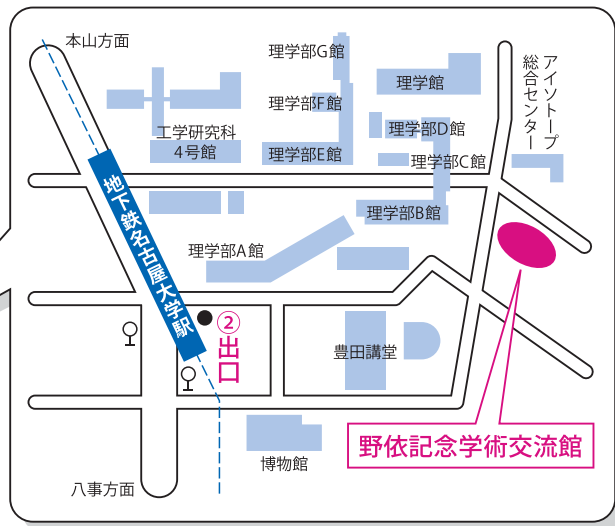 本山方面
理学部G館
理学館
アイソトープ
総合センター
理学部F館
工学研究科
4号館
理学部D館
理学部E館
理学部C館
地下鉄名古屋大学駅
理学部B館
理学部A館
②
出口
豊田講堂
野依記念学術交流館
博物館
八事方面